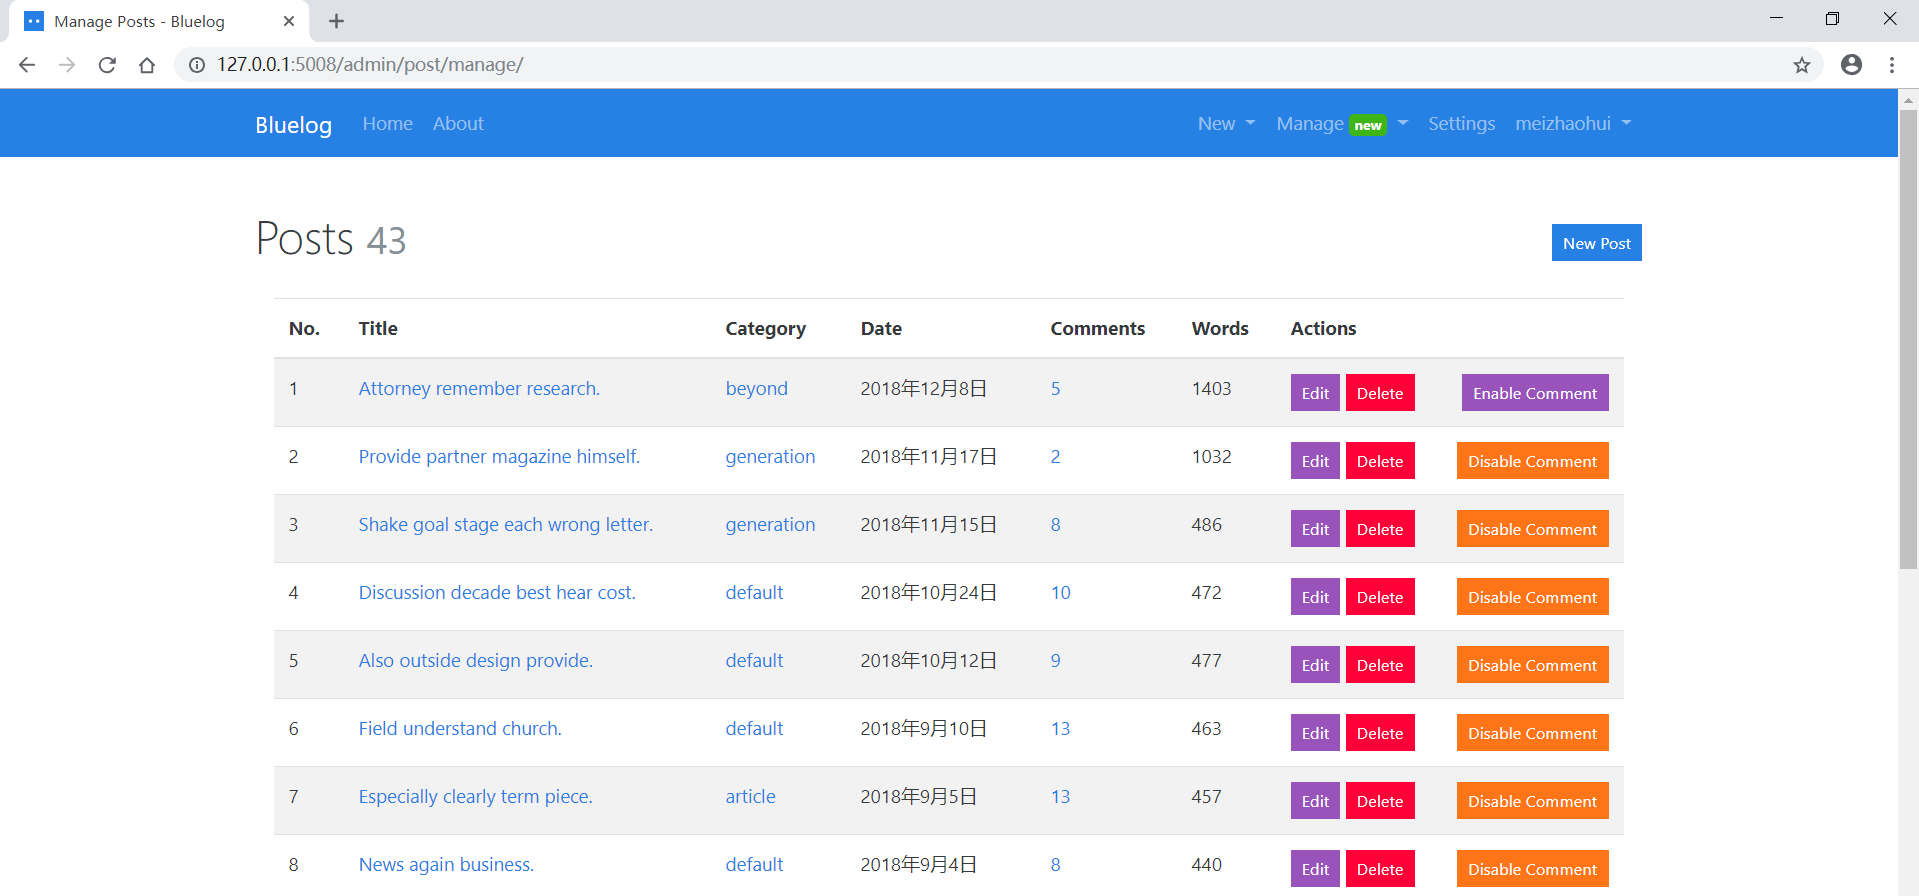 Manage Posts - Bluelog
127.0.0.1:5008/admin/post/manage/
Bluelog Home About New Manage new Settings meizhaohui
Posts 43 New Post
No. Title Category Date Comments Words Actions
1 Attorney remember research. beyond 2018年12月8日 5 1403 Edit Delete Enable Comment
2 Provide partner magazine himself. generation 2018年11月17日 2 1032 Edit Delete Disable Comment
3 Shake goal stage each wrong letter. generation 2018年11月15日 8 486 Edit Delete Disable Comment
4 Discussion decade best hear cost. default 2018年10月24日 10 472 Edit Delete Disable Comment
5 Also outside design provide. default 2018年10月12日 9 477 Edit Delete Disable Comment
6 Field understand church. default 2018年9月10日 13 463 Edit Delete Disable Comment
7 Especially clearly term piece. article 2018年9月5日 13 457 Edit Delete Disable Comment
8 News again business. default 2018年9月4日 8 440 Edit Delete Disable Comment